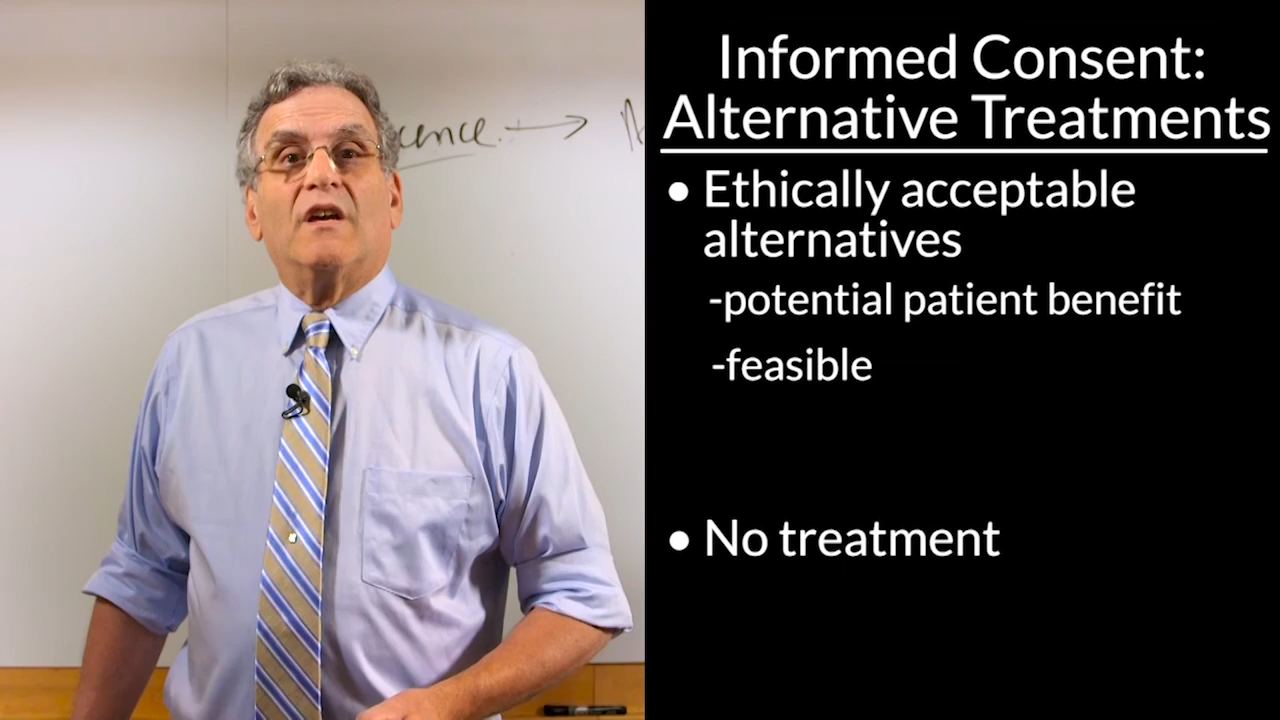 Informed Consent:
Alternative Treatments
• Ethically acceptable
alternatives
-potential patient benefit
-feasible
• No treatment